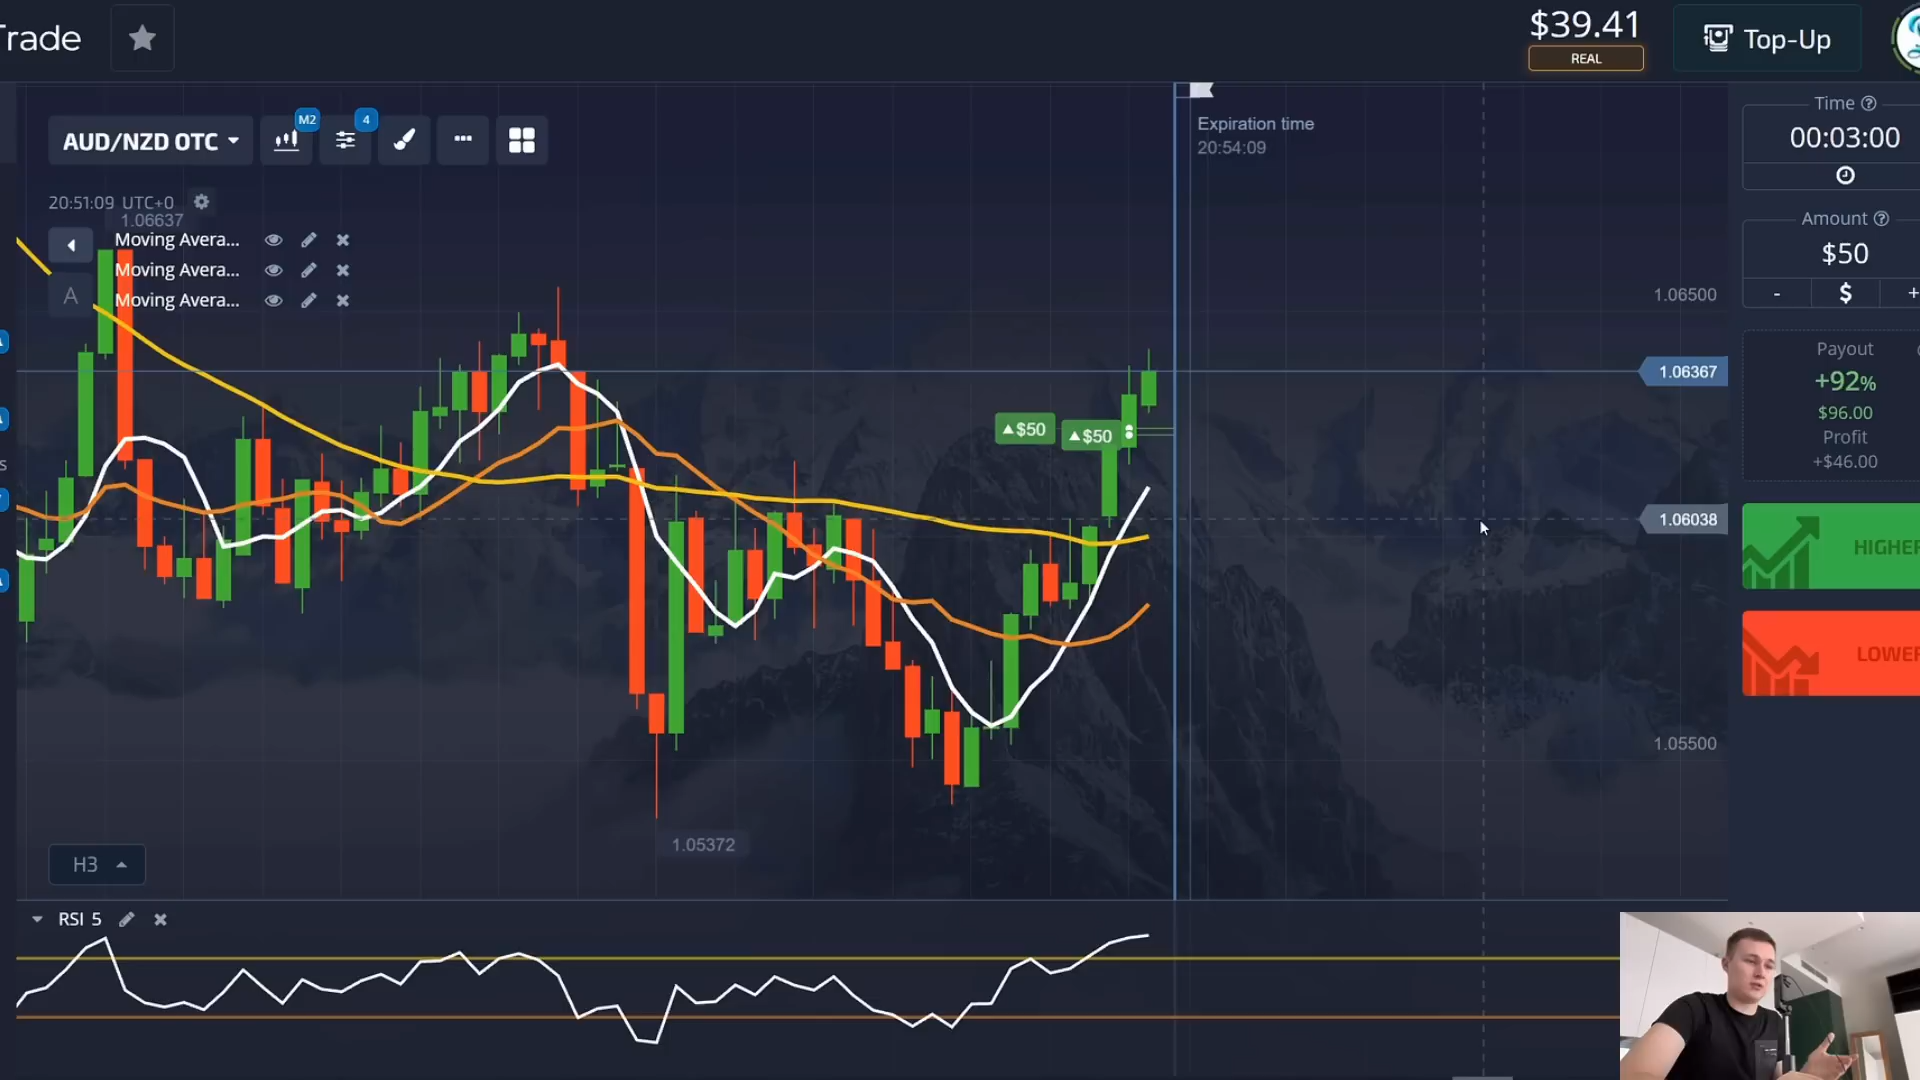 Trade
$39.41
REAL
Top-Up
AUD/NZD OTC
M2
4
Expiration time
20:54:09
20:51:09 UTC+0
1.06637
Moving Avera...
Moving Avera...
Moving Avera...
A
$50
$50
1.06500
1.06367
1.06038
1.05500
1.05372
H3
RSI 5
Time
00:03:00
Amount
$50
-
$
+
Payout
+92%
$96.00
Profit
+$46.00
HIGHER
LOWER